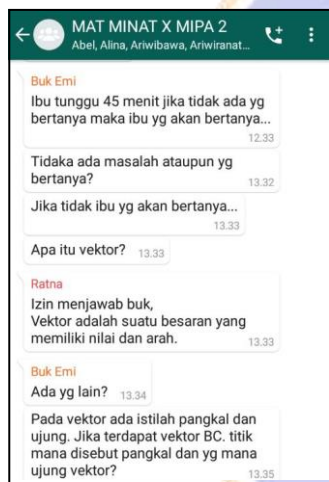 MAT MINAT X MIPA 2
Abel, Alina, Ariwibawa, Ariwiranat...
Buk Emi
Ibu tunggu 45 menit jika tidak ada yg
bertanya maka ibu yg akan bertanya...
12.33
Tidaka ada masalah ataupun yg
bertanya?
13.32
Jika tidak ibu yg akan bertanya...
13.33
Apa itu vektor? 13.33
Ratna
Izin menjawab buk,
Vektor adalah suatu besaran yang
memiliki nilai dan arah.
13.33
Buk Emi
Ada yg lain? 13.34
Pada vektor ada istilah pangkal dan
ujung. Jika terdapat vektor BC. titik
mana disebut pangkal dan yg mana
ujung vektor?
13.35